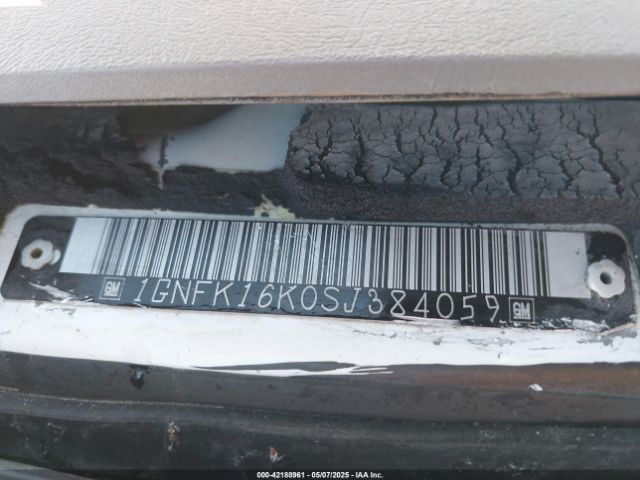 GM 1GNFK16K0SJ384059 GM
000-42188961 | 05/07/2025 | IAA Inc.